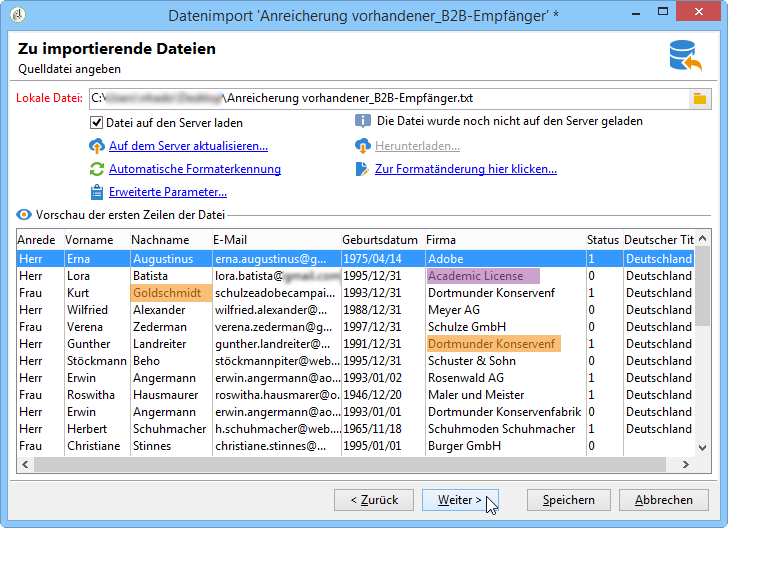 Datenimport 'Anreicherung vorhandener_B2B-Empfänger' *
Zu importierende Dateien
Quelldatei angeben
Lokale Datei: C:\ \Anreicherung vorhandener_B2B-Empfänger.txt
Datei auf den Server laden Die Datei wurde noch nicht auf den Server geladen
Auf dem Server aktualisieren... Herunterladen...
Automatische Formaterkennung Zur Formatänderung hier klicken...
Erweiterte Parameter...
Vorschau der ersten Zeilen der Datei
Anrede Vorname Nachname E-Mail Geburtsdatum Firma Status Deutscher Tit
Herr Erna Augustinus erna.augustinus@g... 1975/04/14 Adobe 1 Deutschland
Herr Lora Batista lora.batista@gmail.com 1995/12/31 Academic License 0 Deutschland
Frau Kurt Goldschmidt schulzeadobecampai... 1993/12/31 Dortmunder Konservenf 0 Deutschland
Herr Wilfried Alexander wilfried.alexander@... 1988/12/31 Meyer AG 1 Deutschland
Frau Verena Zederman verena.zederman@g... 1997/12/31 Schulze GmbH 0 Deutschland
Herr Gunther Landreiter gunther.landreiter@... 1991/12/31 Dortmunder Konservenf 1 Deutschland
Herr Stöckmann Beho stöckmannpiter@web... 1995/12/31 Schuster & Sohn 0 Deutschland
Herr Erwin Angermann erwin.angermann@ao... 1993/01/02 Rosenwald AG 1 Deutschland
Frau Roswitha Hausmaurer roswitha.hausmarer@o. 1946/12/20 Maler und Meister 1 Deutschland
Herr Erwin Angermann erwin.angermann@ao... 1993/01/01 Dortmunder Konservenfabrik 0 Deutschland
Herr Herbert Schuhmacher h.schuhmacher@web.... 1965/11/18 Schuhmoden Schuhmacher 1 Deutschland
Frau Christiane Stinnes christiane.stinnes@... 1995/01/01 Burger GmbH 0
< Zurück Weiter > Speichern Abbrechen